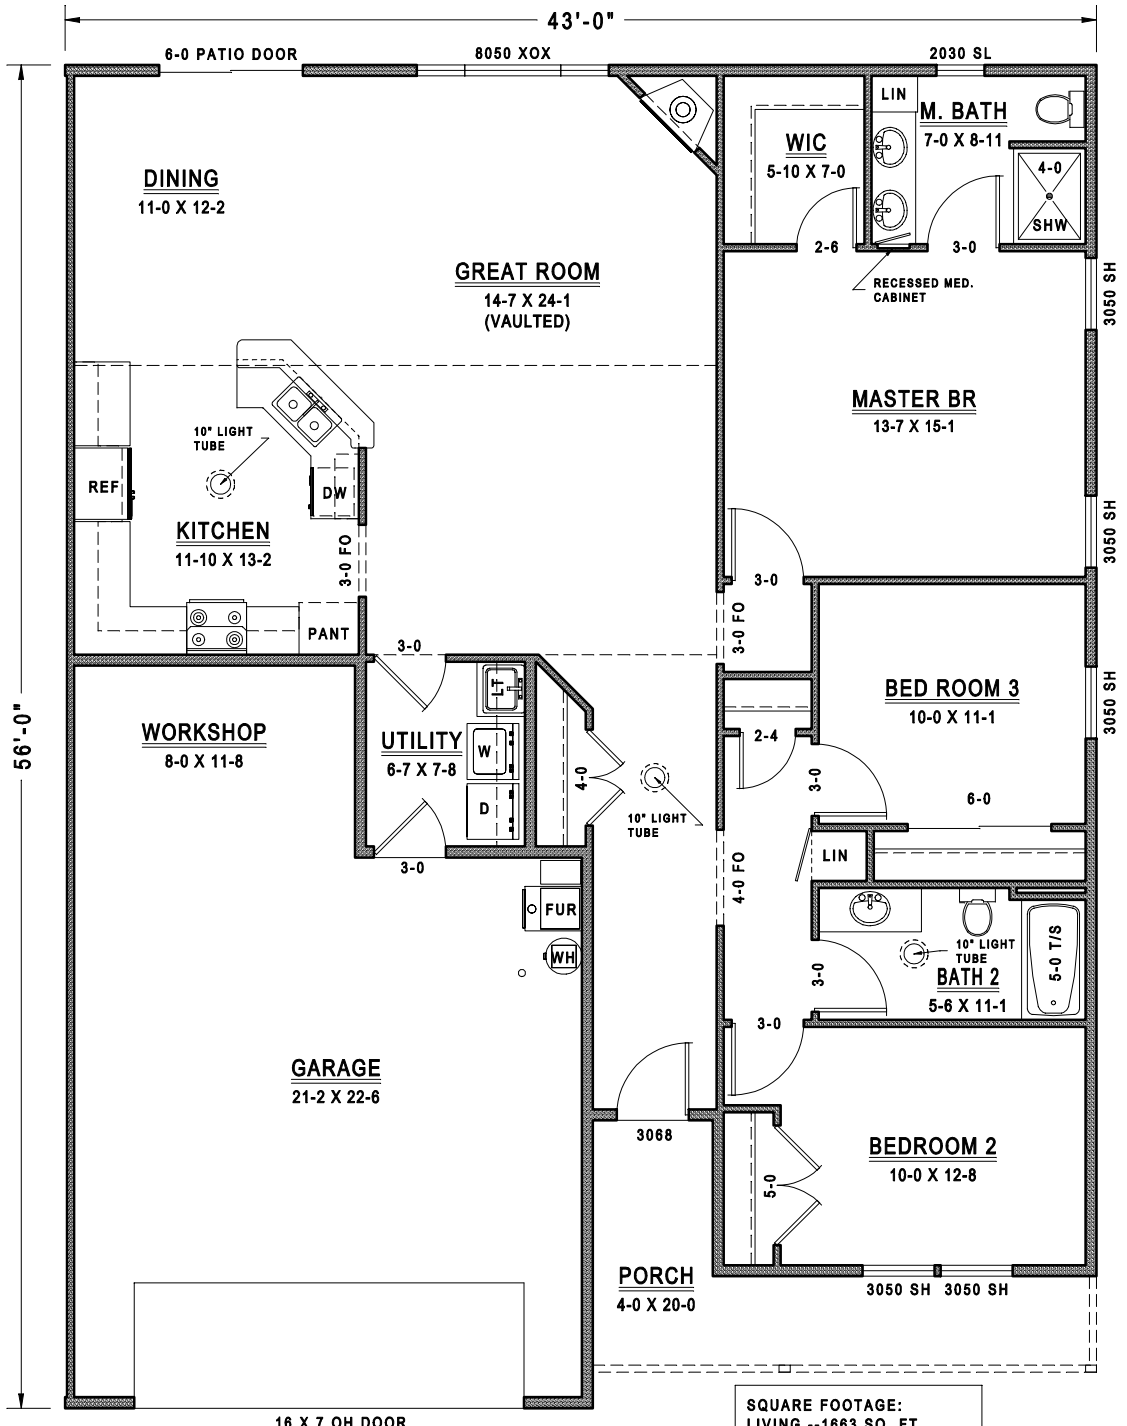 43'-0"
6-0 PATIO DOOR
8050 XOX
2030 SL
LIN
M. BATH
7-0 X 8-11
WIC
5-10 X 7-0
4-0
SHW
DINING
11-0 X 12-2
2-6
3-0
GREAT ROOM
14-7 X 24-1
(VAULTED)
RECESSED MED.
CABINET
3050 SH
MASTER BR
13-7 X 15-1
10" LIGHT
TUBE
REF
DW
KITCHEN
11-10 X 13-2
3-0 FO
3050 SH
3-0
PANT
3-0
3-0 FO
56'-0"
WORKSHOP
8-0 X 11-8
UTILITY
6-7 X 7-8
LT
W
D
4-0
10" LIGHT
TUBE
BED ROOM 3
10-0 X 11-1
3050 SH
2-4
3-0
6-0
3-0
LIN
4-0 FO
FUR
WH
10" LIGHT
TUBE
BATH 2
5-6 X 11-1
5-0 T/S
3-0
3-0
GARAGE
21-2 X 22-6
3068
BEDROOM 2
10-0 X 12-8
5-0
PORCH
4-0 X 20-0
3050 SH
3050 SH
SQUARE FOOTAGE:
LIVING --1663 SQ. FT.
16 X 7 OH DOOR